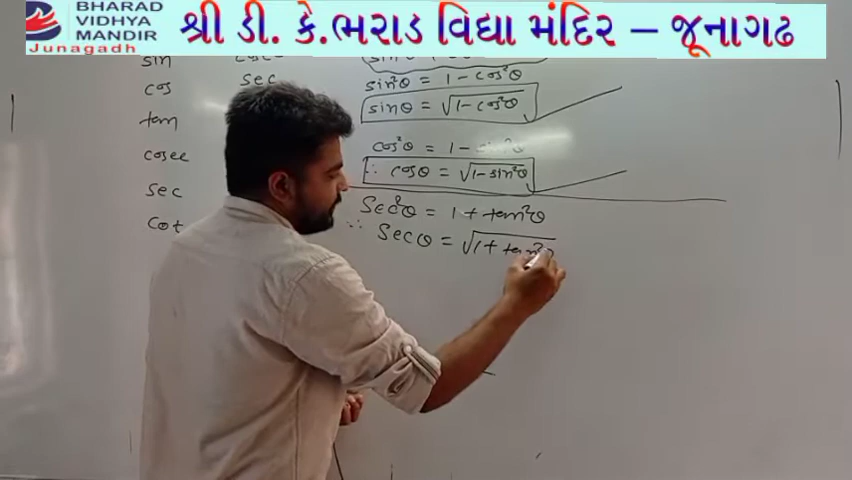 BHARAD
VIDHYA
MANDIR
Junagadh
શ્રી ડી. કે.ભરાડ વિદ્યા મંદિર – જૂનાગઢ
sin
cos
tan
cosec
sec
cot
sec
sin²θ = 1 - cos²θ
sinθ = √1-cos²θ
cos²θ = 1 - sin²θ
∴ cosθ = √1-sin²θ
Sec²θ = 1 + tan²θ
∴ Secθ = √1 + tan²